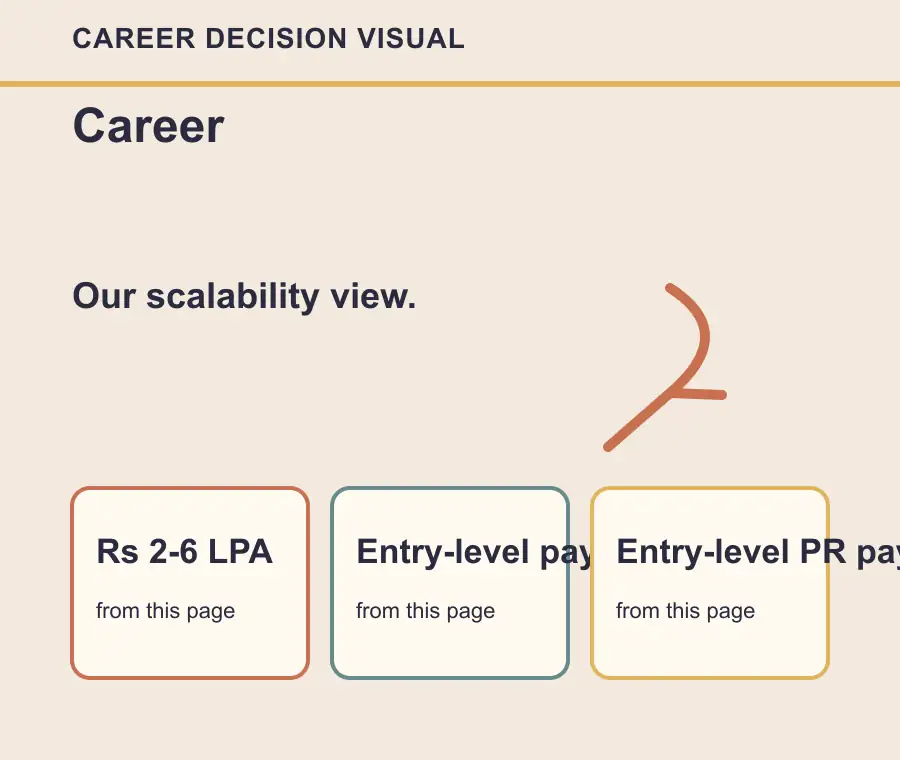 CAREER DECISION VISUAL
Career
Our scalability view.
Rs 2-6 LPA
from this page
Entry-level pay
from this page
Entry-level PR pay
from this page